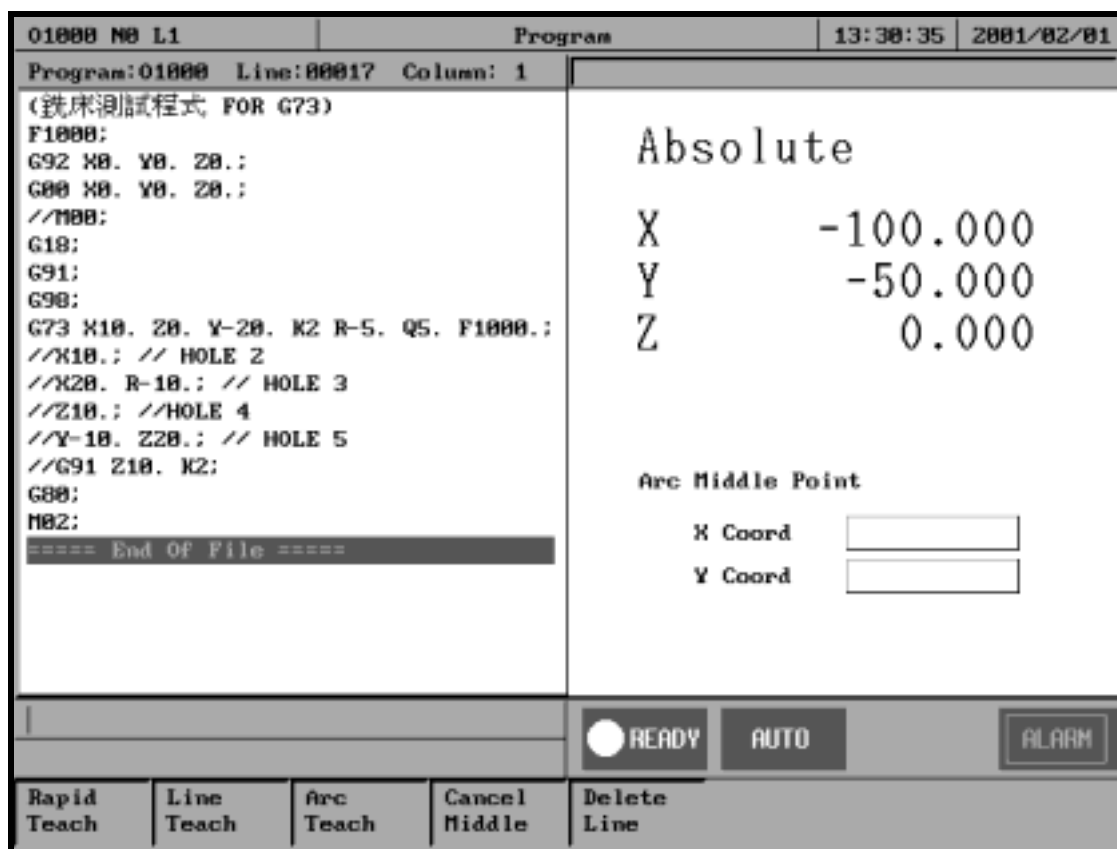 O1000 N0 L1
Program
13:30:35
2001/02/01
Program:O1000 Line:00017 Column: 1
(銑床測試程式 FOR G73)
F1000;
G92 X0. Y0. Z0.;
G00 X0. Y0. Z0.;
//M00;
G18;
G91;
G98;
G73 X10. Z0. Y-20. K2 R-5. Q5. F1000.;
//X10.; // HOLE 2
//X20. R-10.; // HOLE 3
//Z10.; //HOLE 4
//Y-10. Z20.; // HOLE 5
//G91 Z10. K2;
G80;
M02;
===== End Of File =====
Absolute
X -100.000
Y -50.000
Z 0.000
Arc Middle Point
X Coord
Y Coord
READY
AUTO
ALARM
Rapid
Teach
Line
Teach
Arc
Teach
Cancel
Middle
Delete
Line